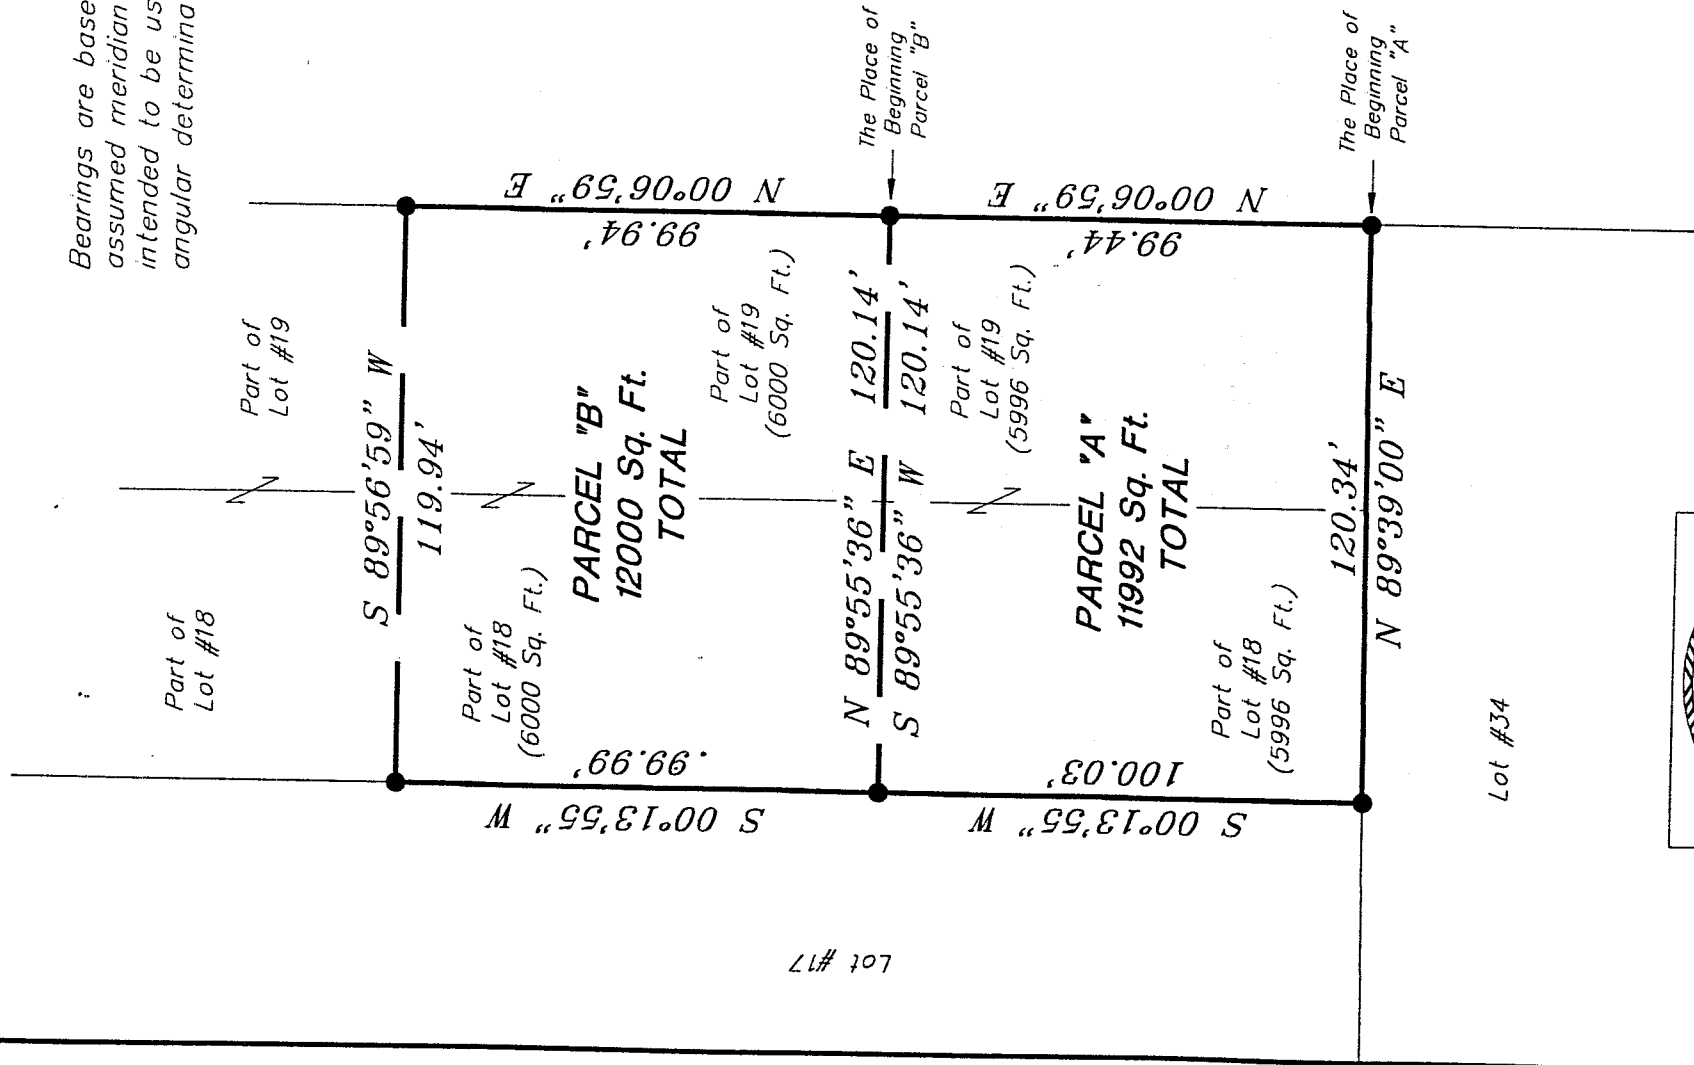 Bearings are base
assumed meridian
intended to be us
angular determina
The Place of
Beginning
Parcel "B"
The Place of
Beginning
Parcel "A"
N 00°06'59" E
99.94'
N 00°06'59" E
99.44'
Part of
Lot #19
Part of
Lot #18
S 89°56'59" W
119.94'
Part of
Lot #19
(6000 Sq. Ft.)
PARCEL "B"
12000 Sq. Ft.
TOTAL
Part of
Lot #18
(6000 Sq. Ft.)
N 89°55'36" E 120.14'
S 89°55'36" W 120.14'
Part of
Lot #19
(5996 Sq. Ft.)
PARCEL "A"
11992 Sq. Ft.
TOTAL
Part of
Lot #18
(5996 Sq. Ft.)
120.34'
N 89°39'00" E
99.99'
S 00°13'55" W
100.03'
S 00°13'55" W
Lot #34
Lot #17